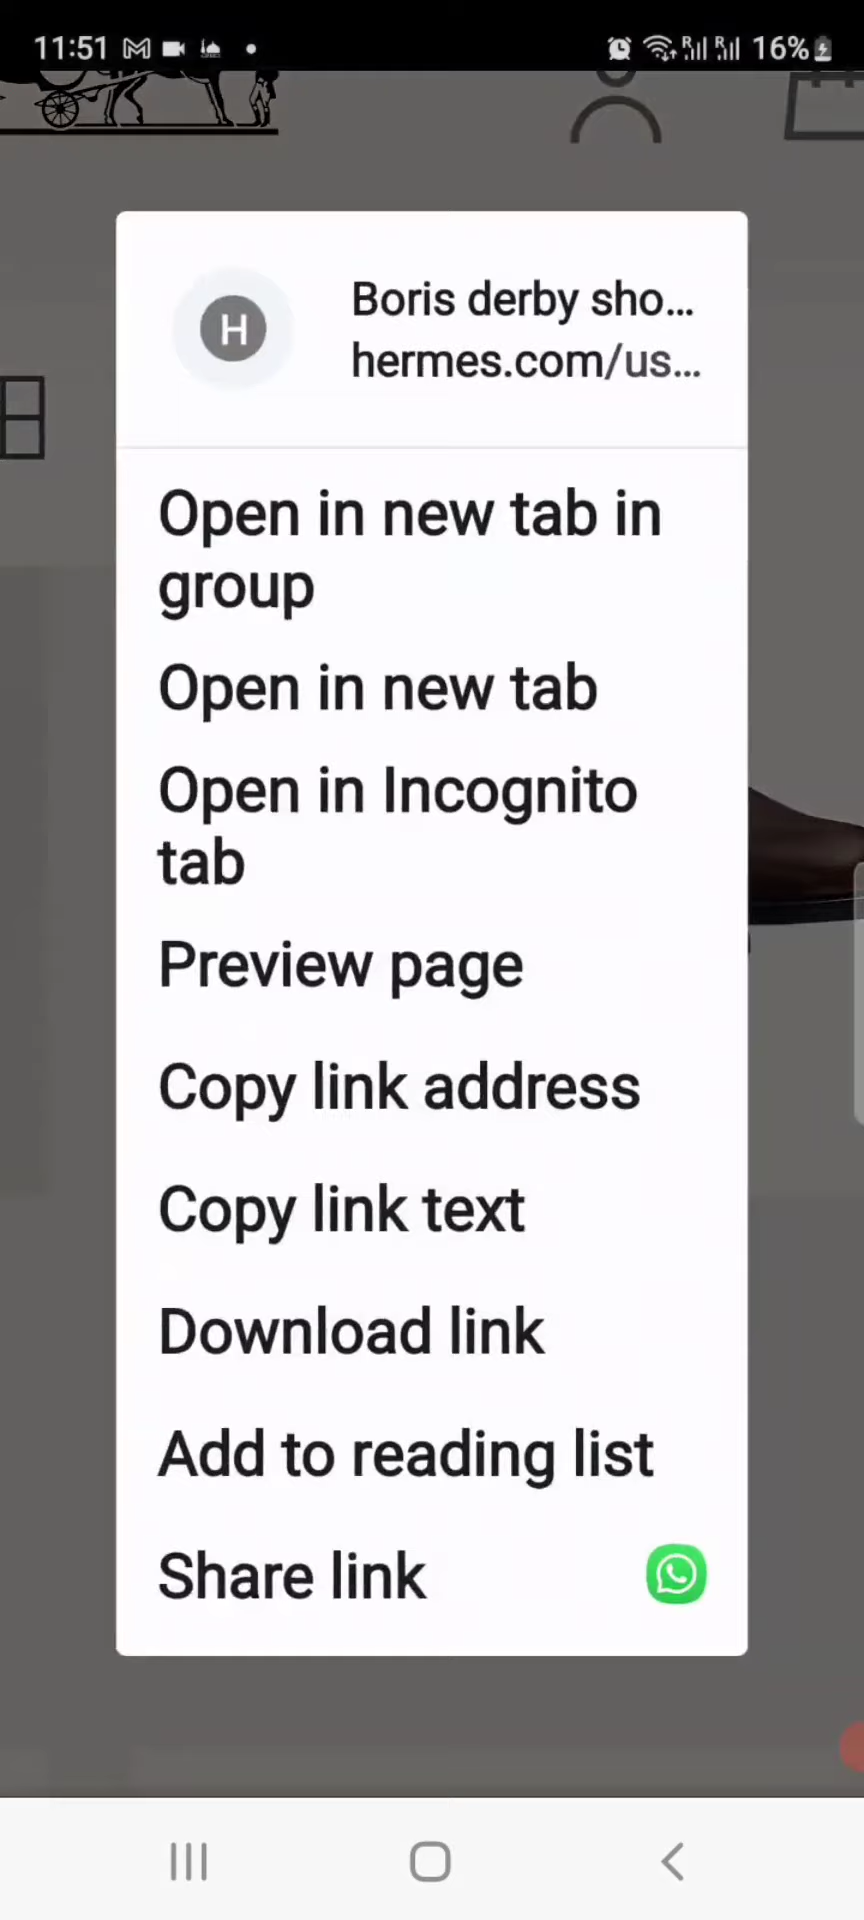 11:51 16%
H
Boris derby sho...
hermes.com/us...
Open in new tab in
group
Open in new tab
Open in Incognito
tab
Preview page
Copy link address
Copy link text
Download link
Add to reading list
Share link